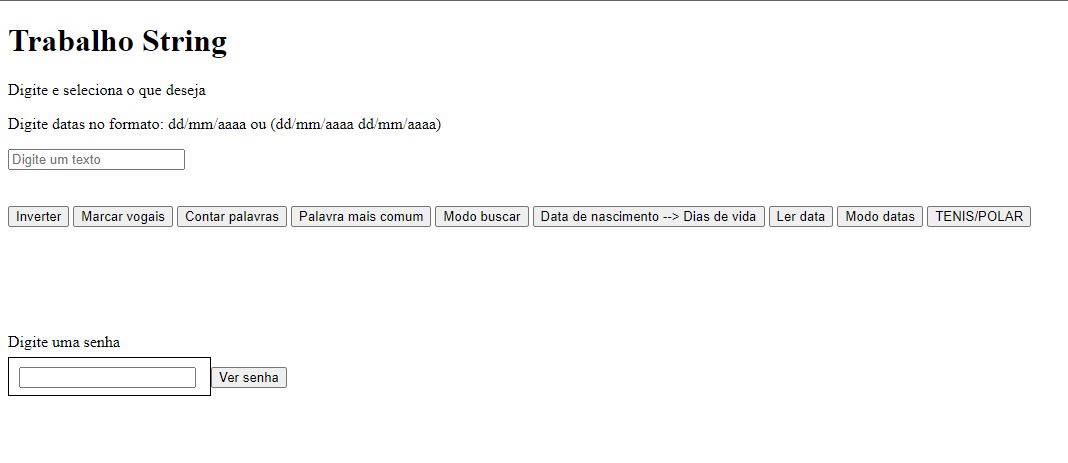 Trabalho String
Digite e seleciona o que deseja
Digite datas no formato: dd/mm/aaaa ou (dd/mm/aaaa dd/mm/aaaa)
Digite um texto
Inverter Marcar vogais Contar palavras Palavra mais comum Modo buscar Data de nascimento --> Dias de vida Ler data Modo datas TENIS/POLAR
Digite uma senha
Ver senha